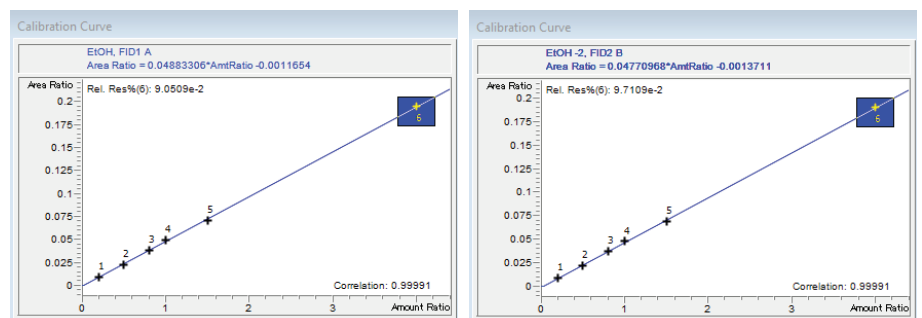 Calibration Curve
EtOH, FID1 A
Area Ratio = 0.04883306*AmtRatio -0.0011654
Area Ratio
Rel. Res%(6): 9.0509e-2
0.2
0.175
0.15
0.125
0.1
0.075
0.05
0.025
0
1
2
3
4
5
6
Correlation: 0.99991
0
1
2
3
Amount Ratio
Calibration Curve
EtOH -2, FID2 B
Area Ratio = 0.04770968*AmtRatio -0.0013711
Area Ratio
Rel. Res%(6): 9.7109e-2
0.2
0.175
0.15
0.125
0.1
0.075
0.05
0.025
0
1
2
3
4
5
6
Correlation: 0.99991
0
1
2
3
Amount Ratio